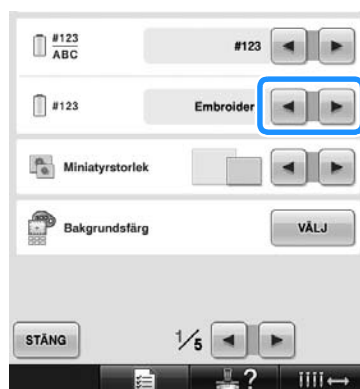 #123
ABC
#123
#123
Embroider
Miniatyrstorlek
Bakgrundsfärg
VÄLJ
STÄNG
1/5
?